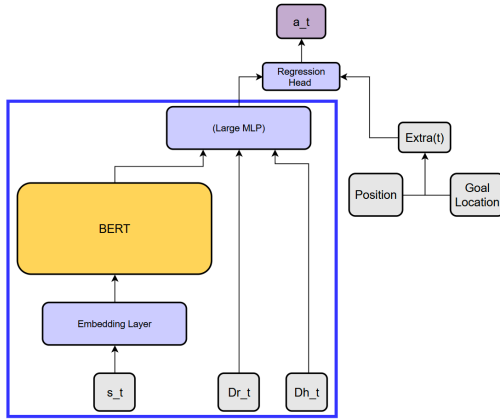 a_t
Regression
Head
(Large MLP)
Extra(t)
Position
Goal
Location
BERT
Embedding Layer
s_t
Dr_t
Dh_t